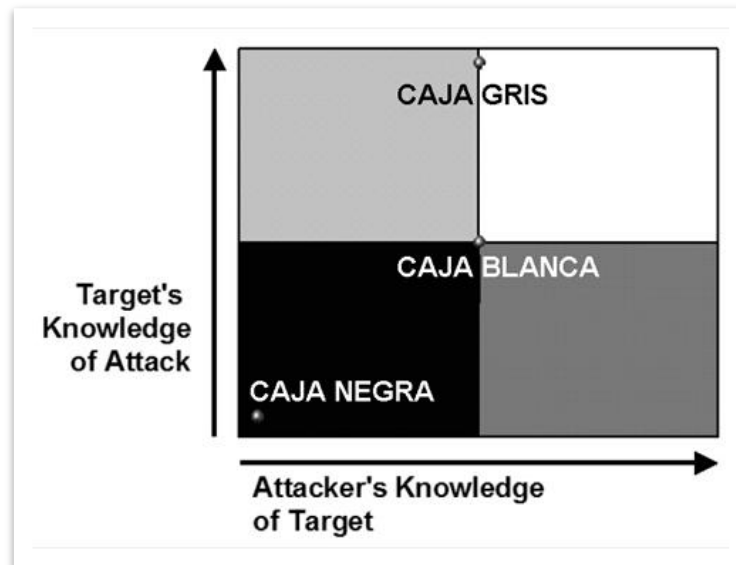 CAJA GRIS
CAJA BLANCA
Target's
Knowledge
of Attack
CAJA NEGRA
Attacker's Knowledge
of Target